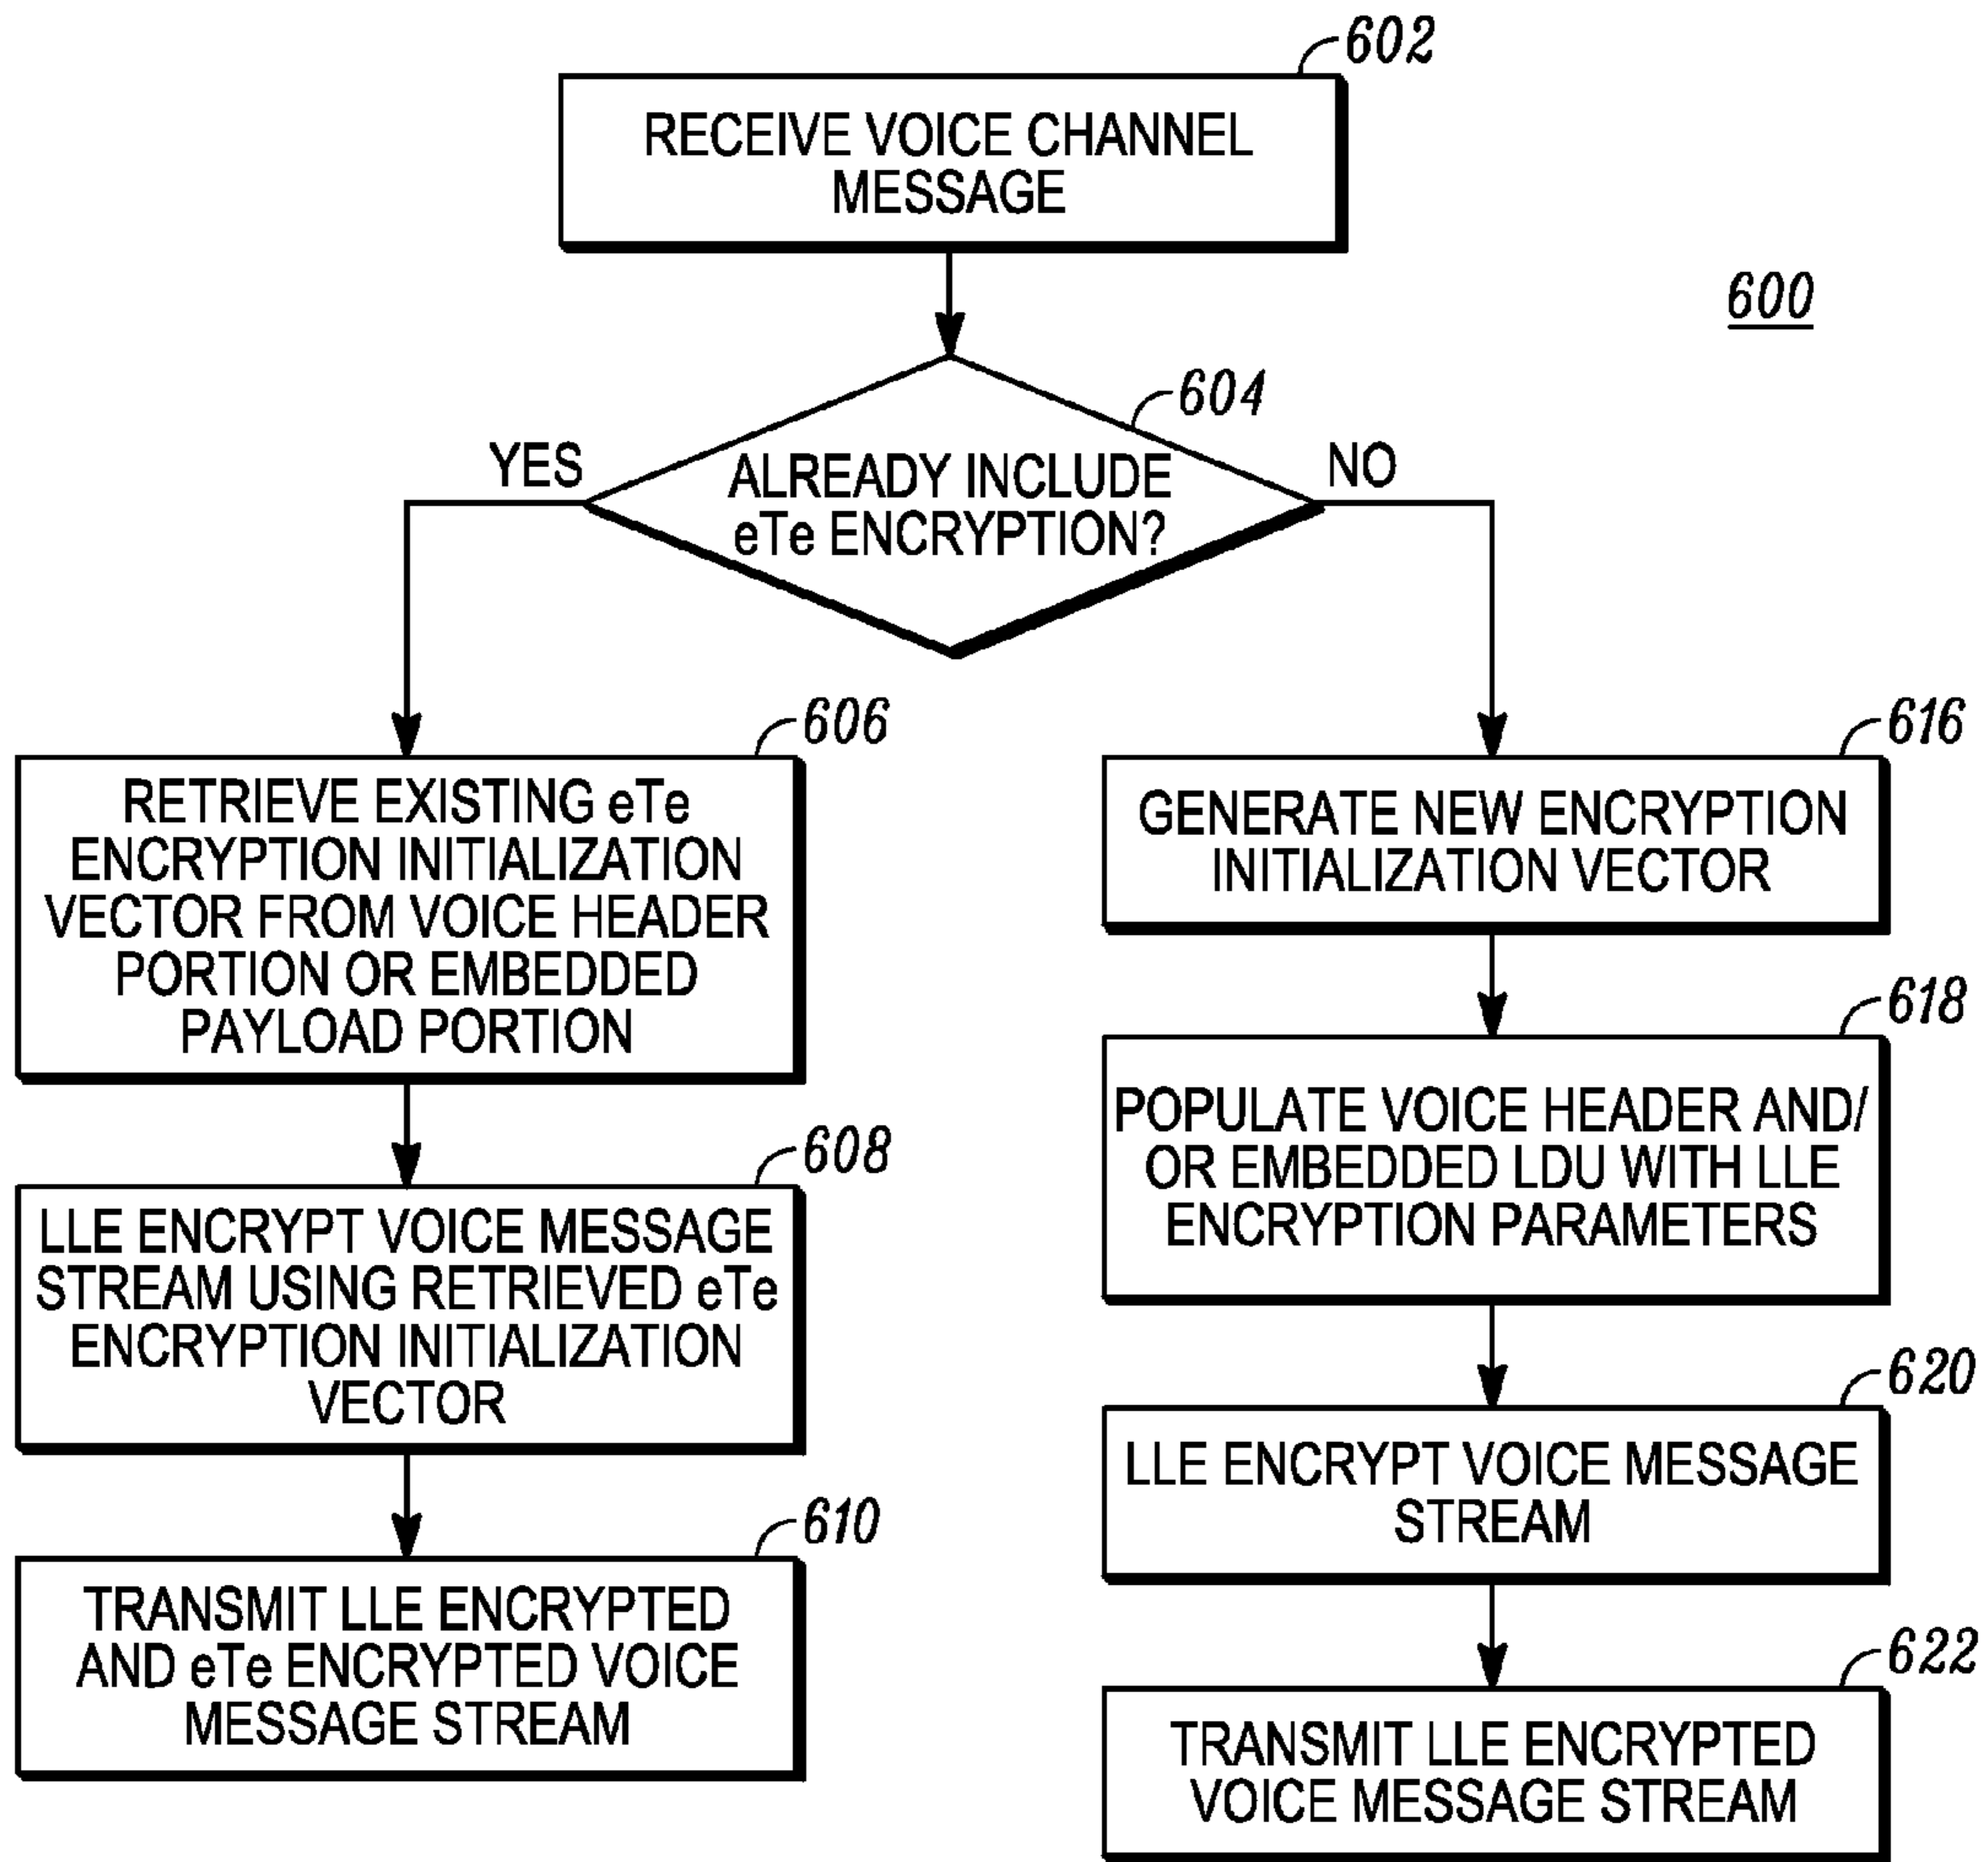 602
RECEIVE VOICE CHANNEL
MESSAGE
600
604
YES
NO
ALREADY INCLUDE
eTe ENCRYPTION?
606
RETRIEVE EXISTING eTe
ENCRYPTION INITIALIZATION
VECTOR FROM VOICE HEADER
PORTION OR EMBEDDED
PAYLOAD PORTION
608
LLE ENCRYPT VOICE MESSAGE
STREAM USING RETRIEVED eTe
ENCRYPTION INITIALIZATION
VECTOR
610
TRANSMIT LLE ENCRYPTED
AND eTe ENCRYPTED VOICE
MESSAGE STREAM
616
GENERATE NEW ENCRYPTION
INITIALIZATION VECTOR
618
POPULATE VOICE HEADER AND/
OR EMBEDDED LDU WITH LLE
ENCRYPTION PARAMETERS
620
LLE ENCRYPT VOICE MESSAGE
STREAM
622
TRANSMIT LLE ENCRYPTED
VOICE MESSAGE STREAM